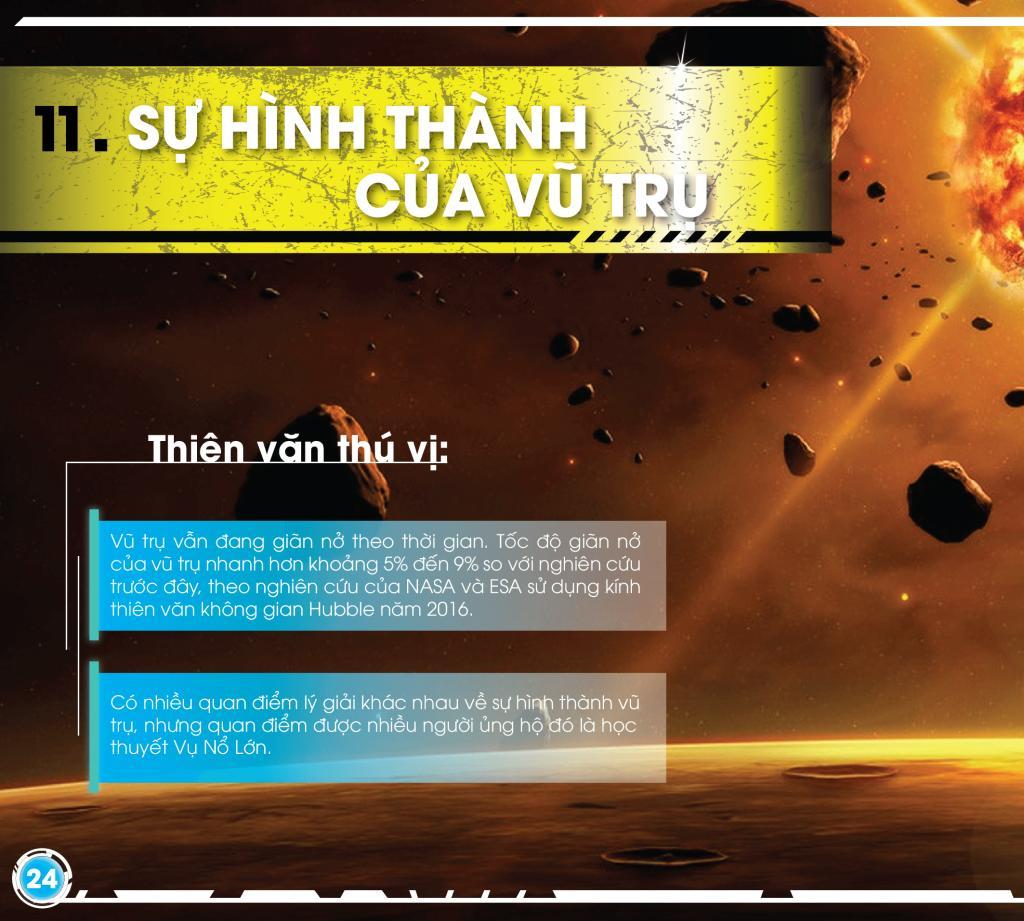 11. SỰ HÌNH THÀNH
CỦA VŨ TRỤ
Thiên văn thú vị:
Vũ trụ vẫn đang giãn nở theo thời gian. Tốc độ giãn nở
của vũ trụ nhanh hơn khoảng 5% đến 9% so với nghiên cứu
trước đây, theo nghiên cứu của NASA và ESA sử dụng kính
thiên văn không gian Hubble năm 2016.
Có nhiều quan điểm lý giải khác nhau về sự hình thành vũ
trụ, nhưng quan điểm được nhiều người ủng hộ đó là học
thuyết Vụ Nổ Lớn.
24